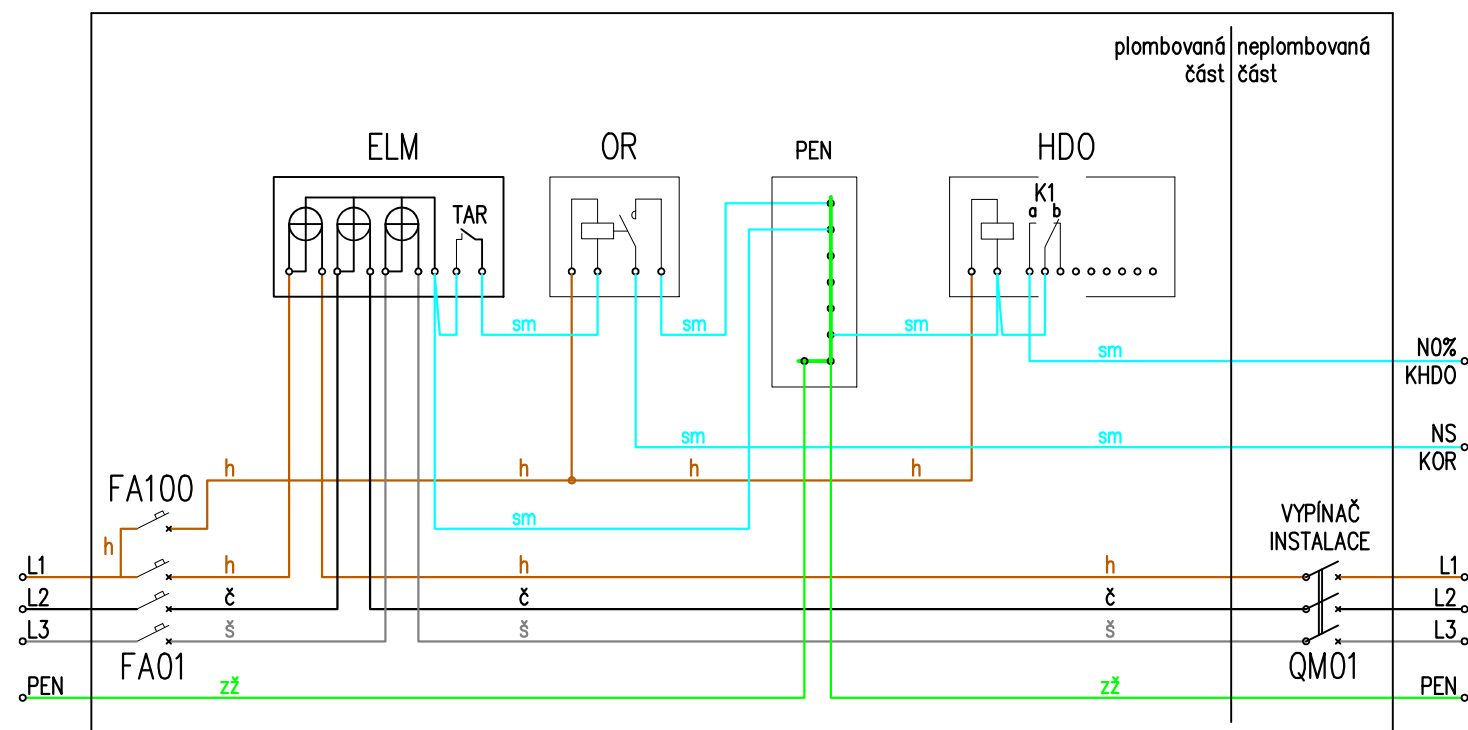 plombovaná neplombovaná
část část
ELM OR PEN HDO
TAR
K1
a b
sm sm sm
sm
NO%
KHDO
sm sm
NS
KOR
h h h h
FA100
sm
VYPÍNAČ
INSTALACE
h
L1 h h h L1
L2 č č č L2
L3 š š š L3
FA01 QM01
PEN zž zž PEN